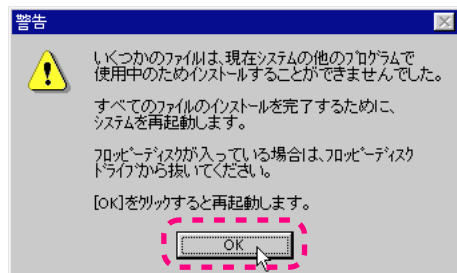 警告
いくつかのﾌｧｲﾙは、現在ｼｽﾃﾑの他のﾌﾟﾛｸﾞﾗﾑで
使用中のためｲﾝｽﾄｰﾙすることができませんでした。
すべてのﾌｧｲﾙのｲﾝｽﾄｰﾙを完了するために、
ｼｽﾃﾑを再起動します。
ﾌﾛｯﾋﾟｰﾃﾞｨｽｸが入っている場合は、ﾌﾛｯﾋﾟｰﾃﾞｨｽｸ
ﾄﾞﾗｲﾌﾞから抜いてください。
[OK]をｸﾘｯｸすると再起動します。
OK